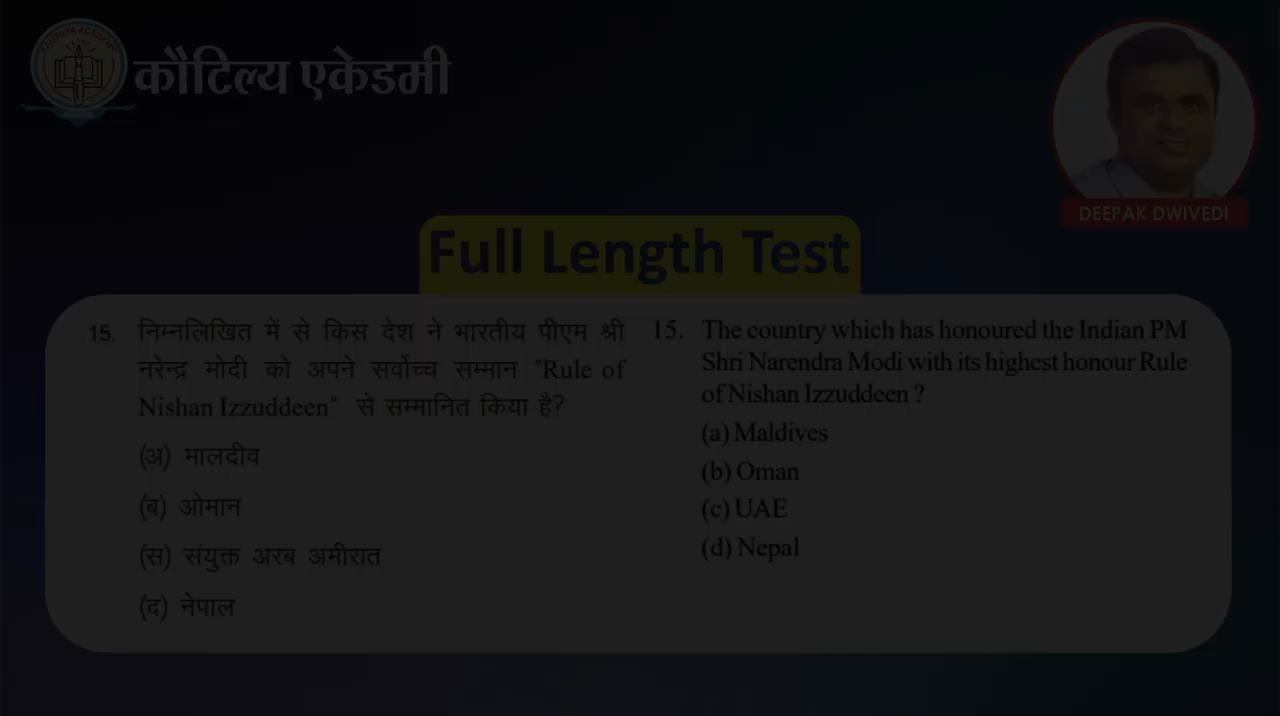 KAUTILYA ACADEMY
कौटिल्य एकेडमी
DEEPAK DWIVEDI
Full Length Test
15. निम्नलिखित में से किस देश ने भारतीय पीएम श्री
नरेन्द्र मोदी को अपने सर्वोच्च सम्मान "Rule of
Nishan Izzuddeen" से सम्मानित किया है?
(अ) मालदीव
(ब) ओमान
(स) संयुक्त अरब अमीरात
(द) नेपाल
15. The country which has honoured the Indian PM
Shri Narendra Modi with its highest honour Rule
of Nishan Izzuddeen ?
(a) Maldives
(b) Oman
(c) UAE
(d) Nepal